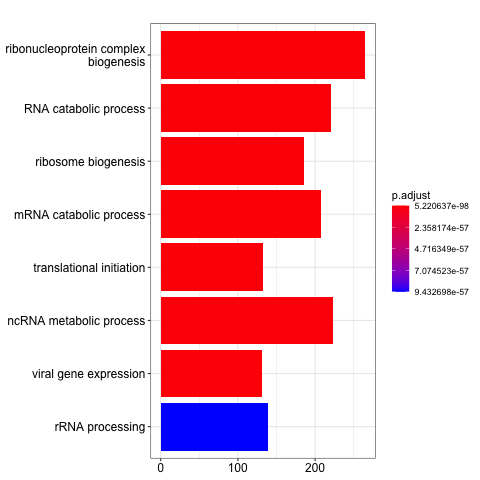 ribonucleoprotein complex
biogenesis
RNA catabolic process
ribosome biogenesis
mRNA catabolic process
translational initiation
ncRNA metabolic process
viral gene expression
rRNA processing
0 100 200
p.adjust
5.220637e-98
2.358174e-57
4.716349e-57
7.074523e-57
9.432698e-57